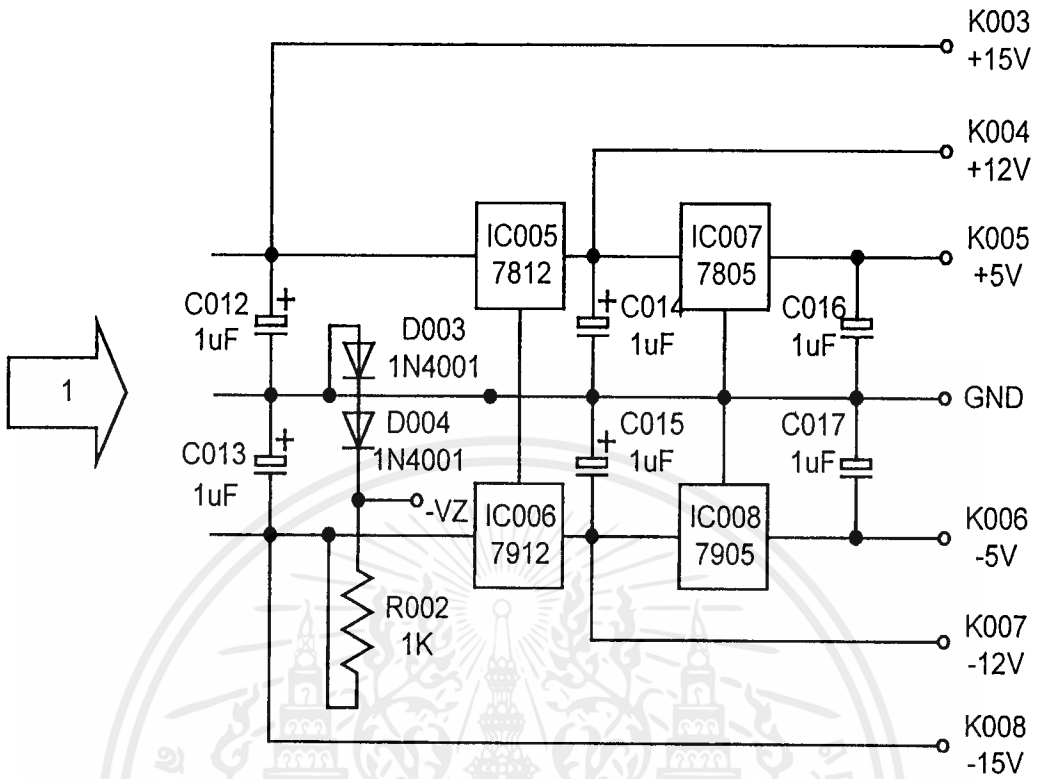 K003
+15V
K004
+12V
IC005
7812
IC007
7805
K005
+5V
C012
+
1uF
D003
1N4001
C014
+
1uF
C016
1uF
1
GND
C013
+
1uF
D004
1N4001
C015
+
1uF
C017
1uF
-VZ
IC006
7912
IC008
7905
K006
-5V
R002
1K
K007
-12V
K008
-15V